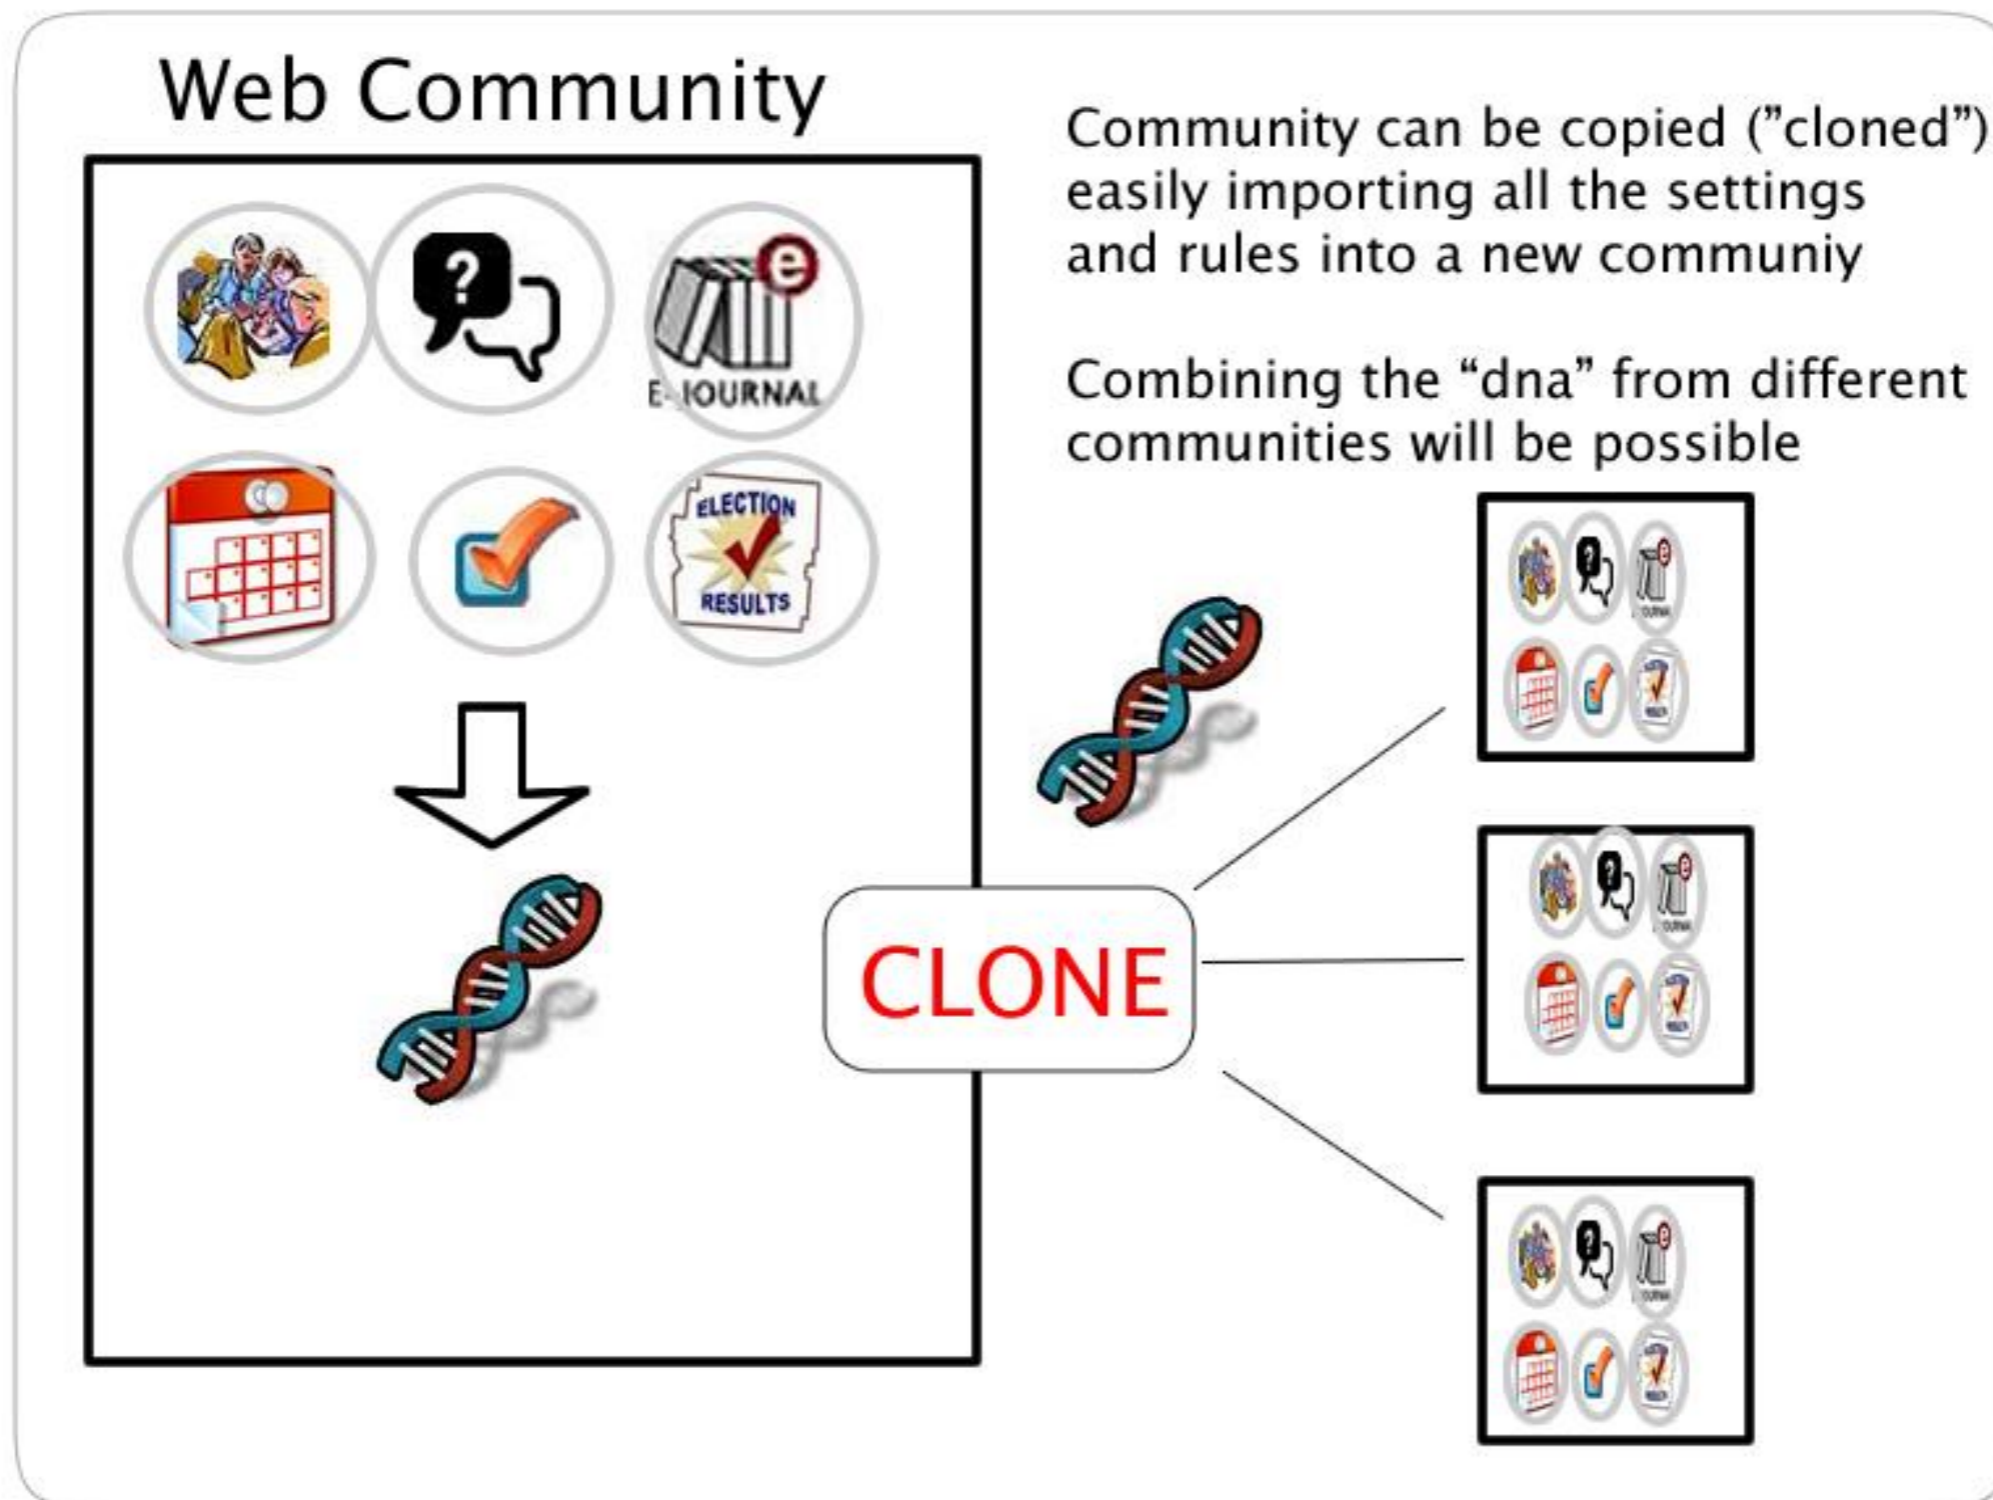 Web Community
Community can be copied ("cloned")
easily importing all the settings
and rules into a new communiy
Combining the “dna” from different
communities will be possible
?
e
E-JOURNAL
ELECTION
RESULTS
CLONE
?
e
?
e
?
e